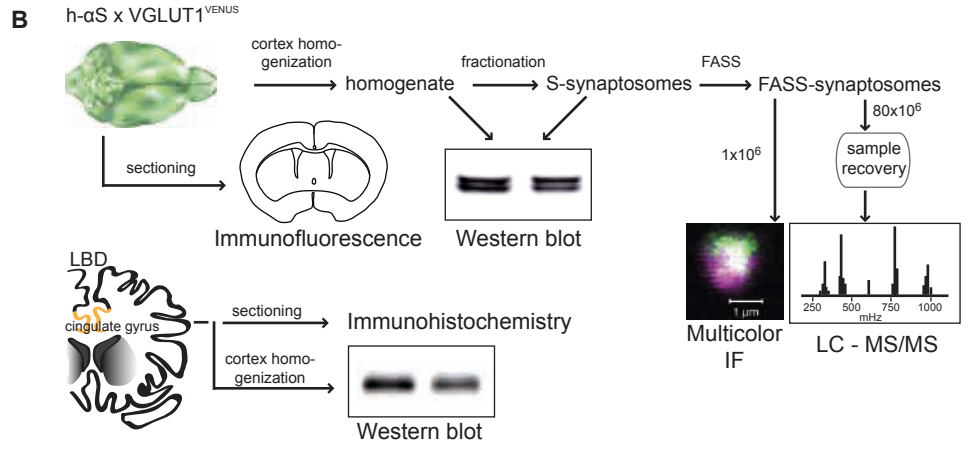 B
h-αS x VGLUT1ᵛᴱᴺᵁˢ
cortex homo-
genization
homogenate
fractionation
S-synaptosomes
FASS
FASS-synaptosomes
80x10⁶
sample
recovery
1x10⁶
sectioning
Immunofluorescence
Western blot
1 µm
Multicolor
IF
250 500 750 1000
mHz
LC - MS/MS
LBD
cingulate gyrus
sectioning
Immunohistochemistry
cortex homo-
genization
Western blot